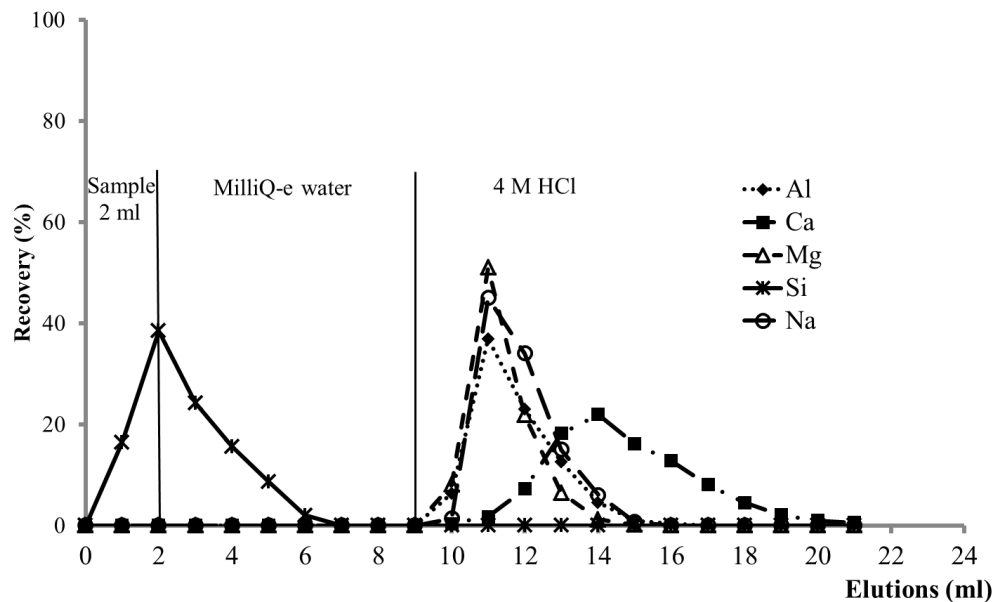 100
80
60
40
20
0
Recovery (%)
Sample
2 ml
MilliQ-e water
4 M HCl
Al
Ca
Mg
Si
Na
0 2 4 6 8 10 12 14 16 18 20 22 24
Elutions (ml)